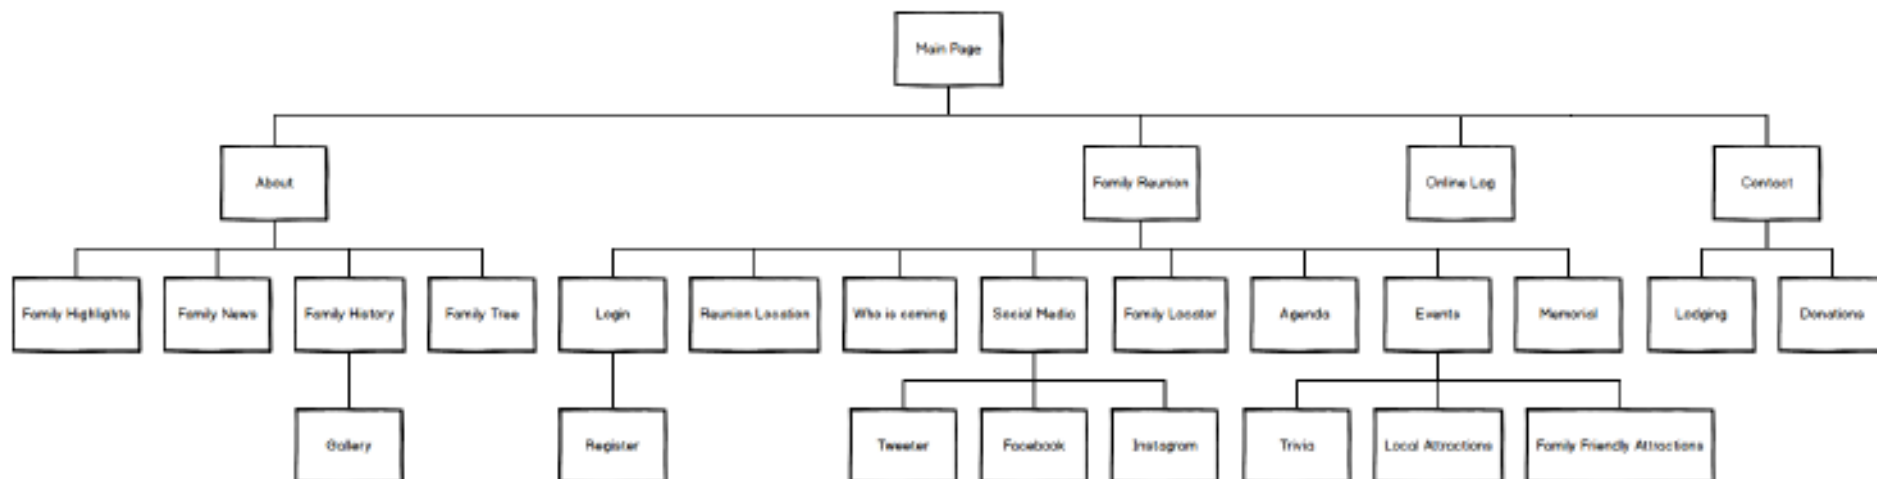 Main Page
About
Family Reunion
Online Log
Contact
Family Highlights
Family News
Family History
Family Tree
Login
Reunion Location
Who is coming
Social Media
Family Locator
Agenda
Events
Memorial
Lodging
Donations
Gallery
Register
Tweeter
Facebook
Instagram
Trivia
Local Attractions
Family Friendly Attractions